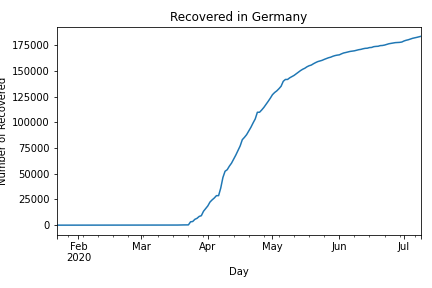 Recovered in Germany
Number of Recovered
175000
150000
125000
100000
75000
50000
25000
0
Feb
2020
Mar
Apr
May
Jun
Jul
Day